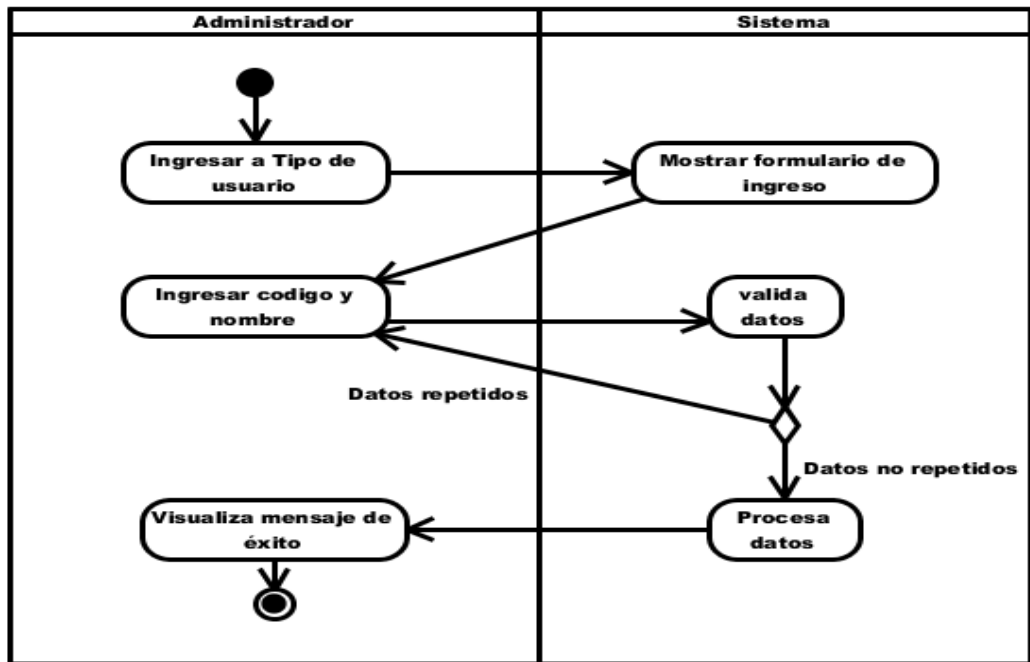 Administrador
Sistema
Ingresar a Tipo de
usuario
Mostrar formulario de
ingreso
Ingresar codigo y
nombre
valida
datos
Datos repetidos
Datos no repetidos
Visualiza mensaje de
éxito
Procesa
datos